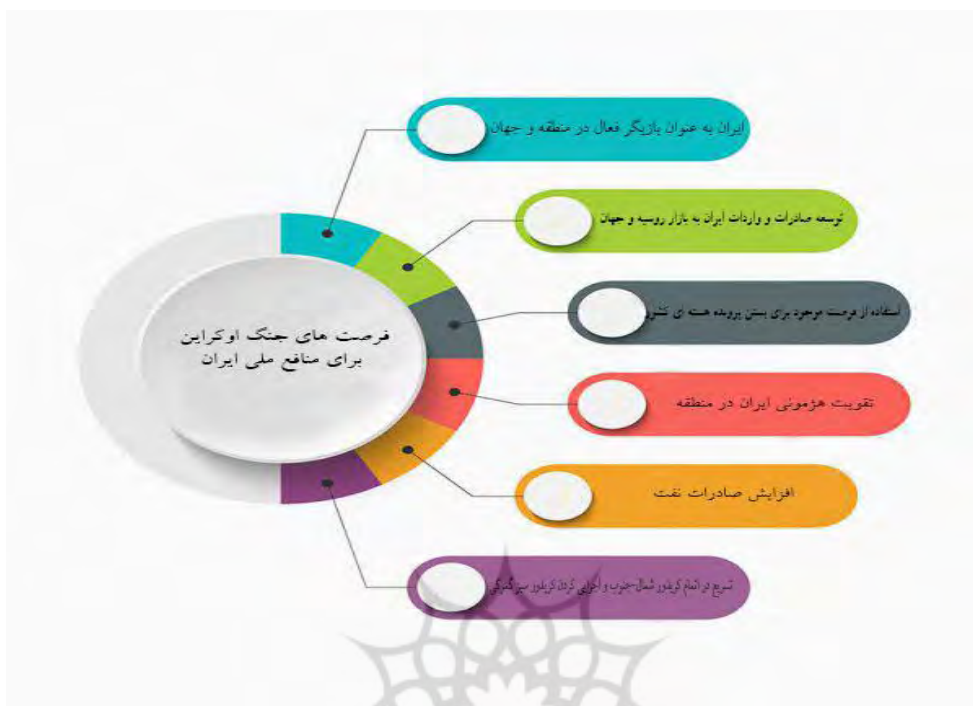 ایران به عنوان بازیگر فعال در منطقه و جهان
توسعه صادرات و واردات ایران به بازار روسیه و جهان
استفاده از فرصت موجود برای بستن پرونده هسته ای کشور
فرصت های جنگ اوکراین
برای منافع ملی ایران
تقویت هژمونی ایران در منطقه
افزایش صادرات نفت
تسریع در اتمام کریدور شمال-جنوب و اجرایی کردن کریدور سبز گمرکی